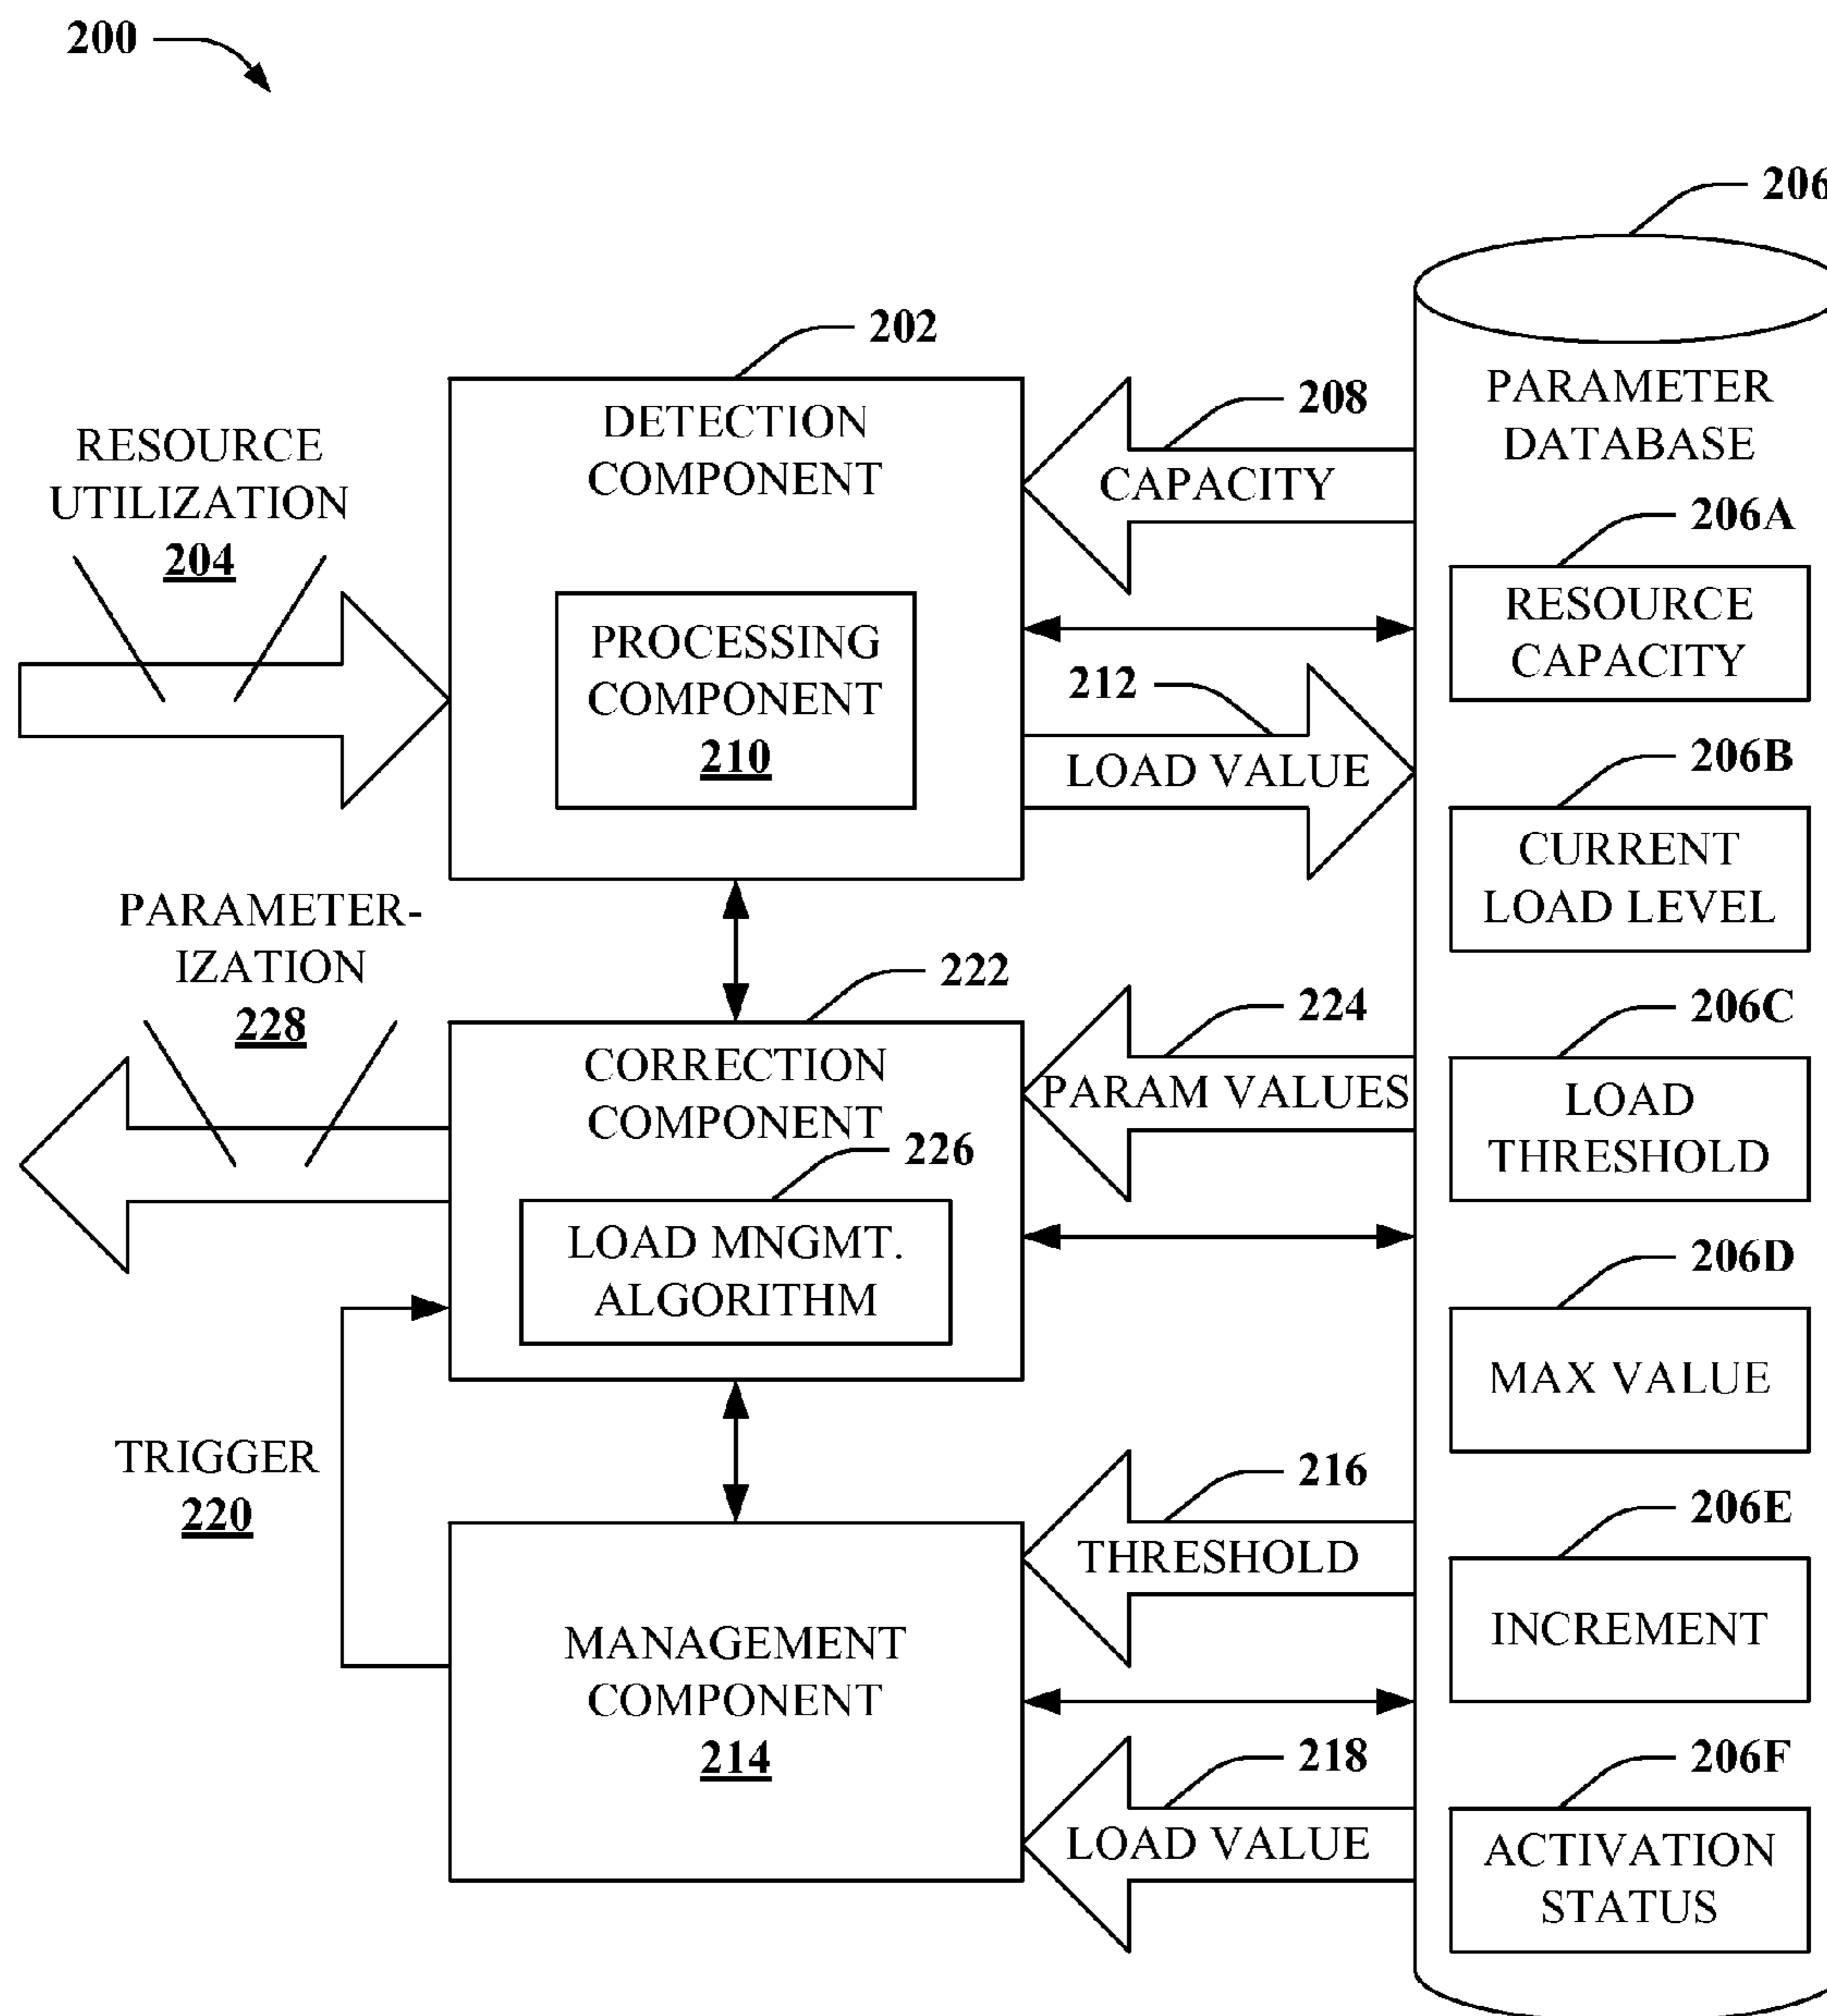 200
206
202
DETECTION
COMPONENT
208
CAPACITY
PARAMETER
DATABASE
RESOURCE
UTILIZATION
204
206A
RESOURCE
CAPACITY
PROCESSING
COMPONENT
210
212
LOAD VALUE
206B
CURRENT
LOAD LEVEL
PARAMETER-
IZATION
228
222
CORRECTION
COMPONENT
224
PARAM VALUES
206C
LOAD
THRESHOLD
226
LOAD MNGMT.
ALGORITHM
206D
MAX VALUE
TRIGGER
220
216
THRESHOLD
206E
INCREMENT
MANAGEMENT
COMPONENT
214
218
LOAD VALUE
206F
ACTIVATION
STATUS